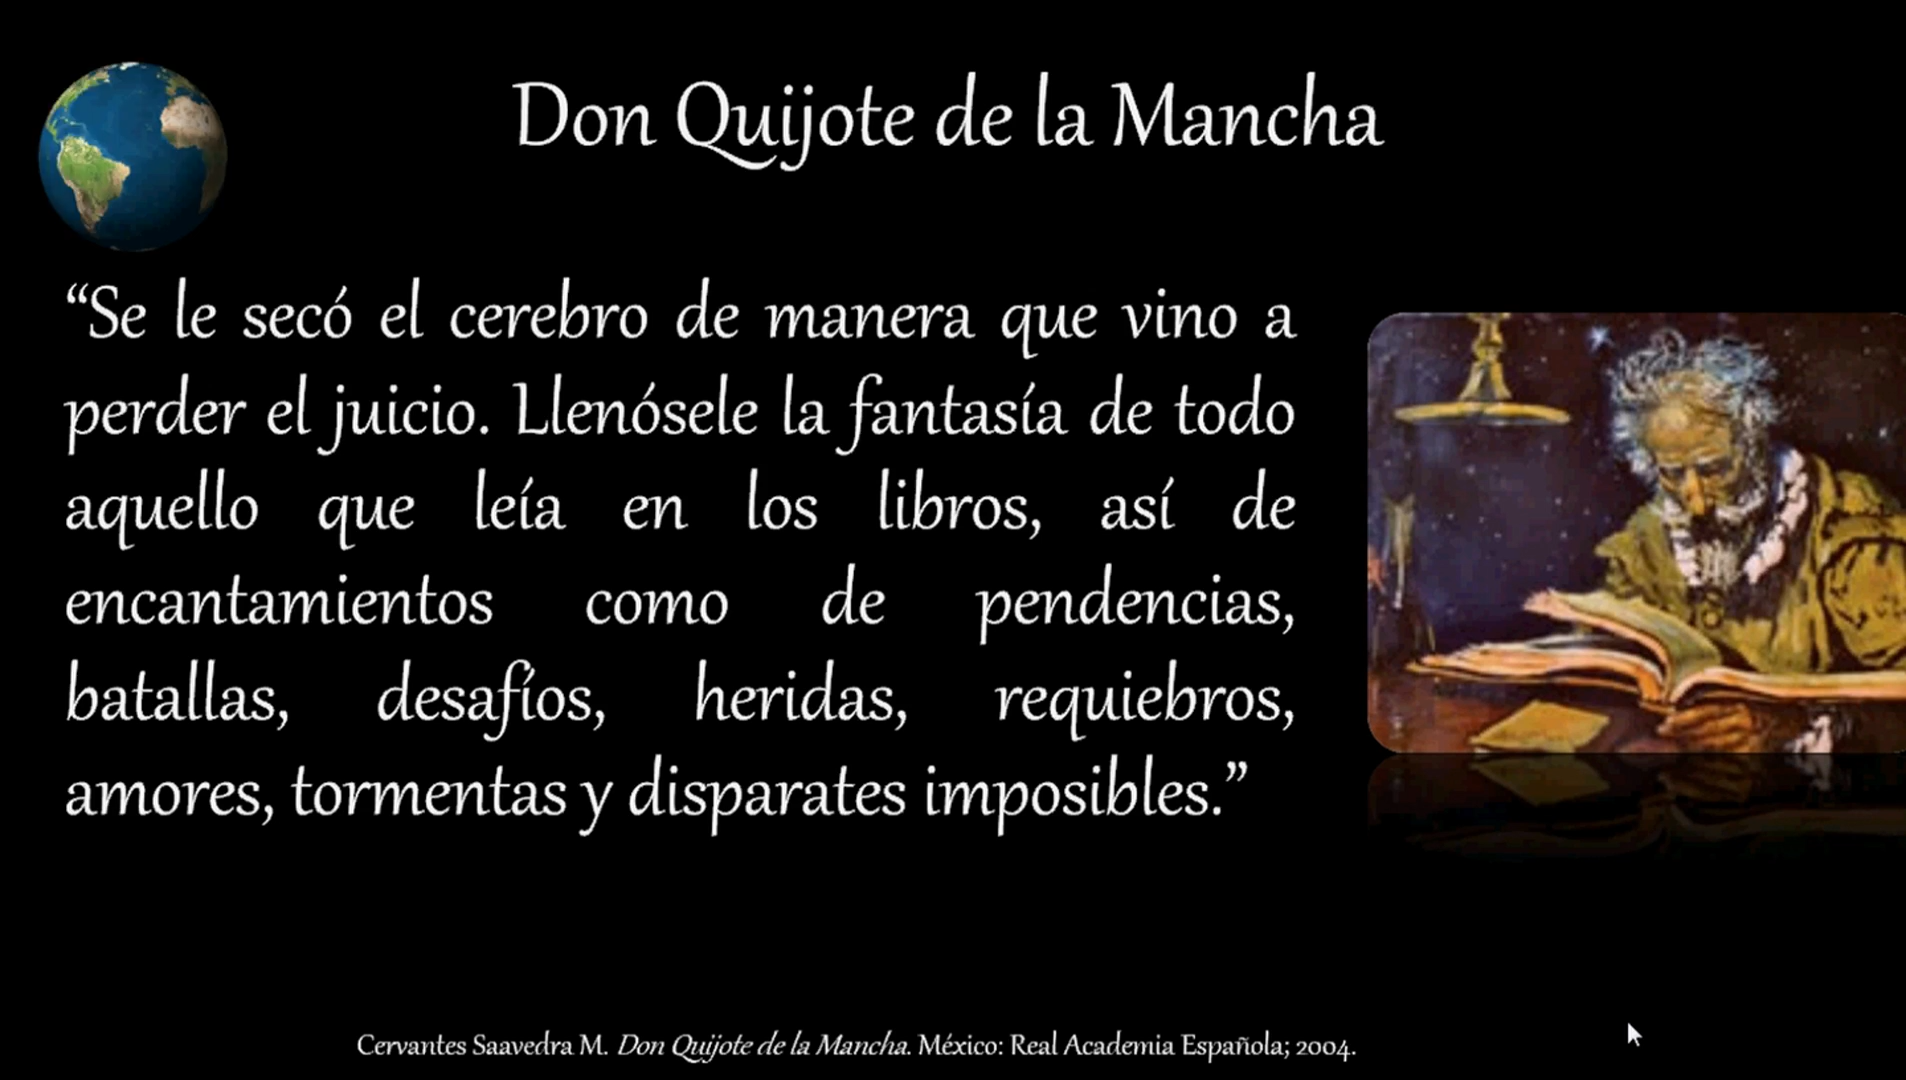 Don Quijote de la Mancha
“Se le secó el cerebro de manera que vino a
perder el juicio. Llenósele la fantasía de todo
aquello que leía en los libros, así de
encantamientos como de pendencias,
batallas, desafíos, heridas, requiebros,
amores, tormentas y disparates imposibles.”
Cervantes Saavedra M. Don Quijote de la Mancha. México: Real Academia Española; 2004.